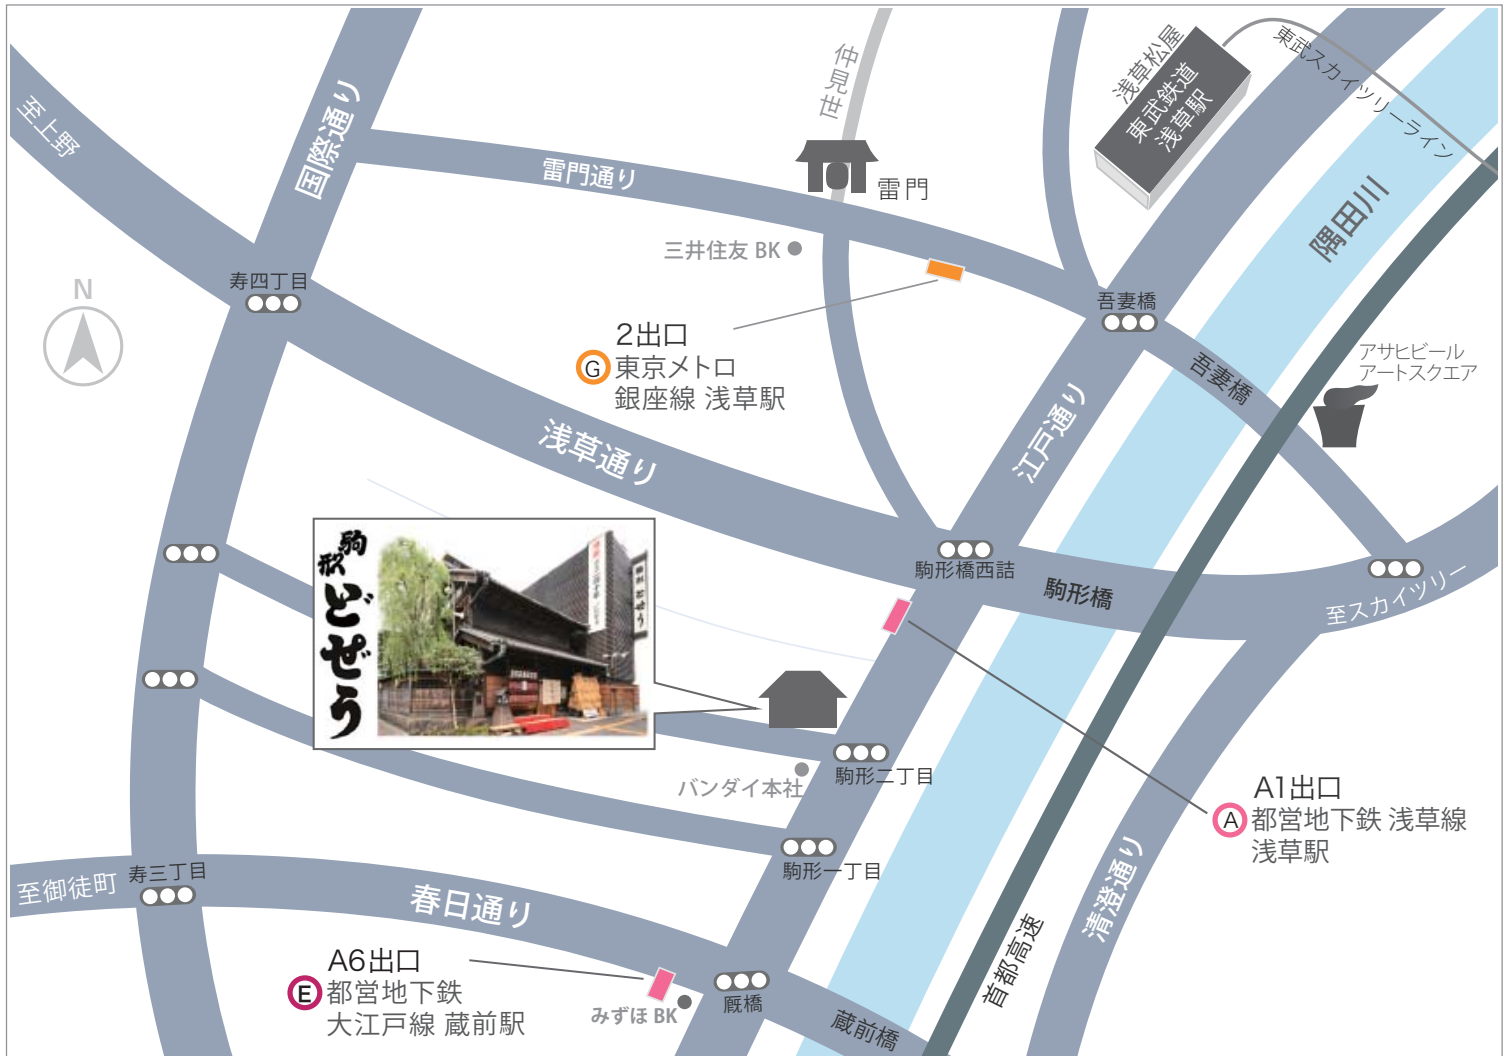 至上野
国際通り
雷門通り
仲見世
雷門
浅草松屋
東武鉄道
浅草駅
東武スカイツリーライン
隅田川
三井住友 BK
N
寿四丁目
2出口
G
東京メトロ
銀座線 浅草駅
吾妻橋
吾妻橋
アサヒビール
アートスクエア
江戸通り
浅草通り
駒形橋西詰
駒形橋
至スカイツリー
駒形
どぜう
バンダイ本社
駒形二丁目
駒形一丁目
A1出口
A
都営地下鉄 浅草線
浅草駅
清澄通り
首都高速
寿三丁目
至御徒町
春日通り
A6出口
E
都営地下鉄
大江戸線 蔵前駅
みずほ BK
厩橋
蔵前橋